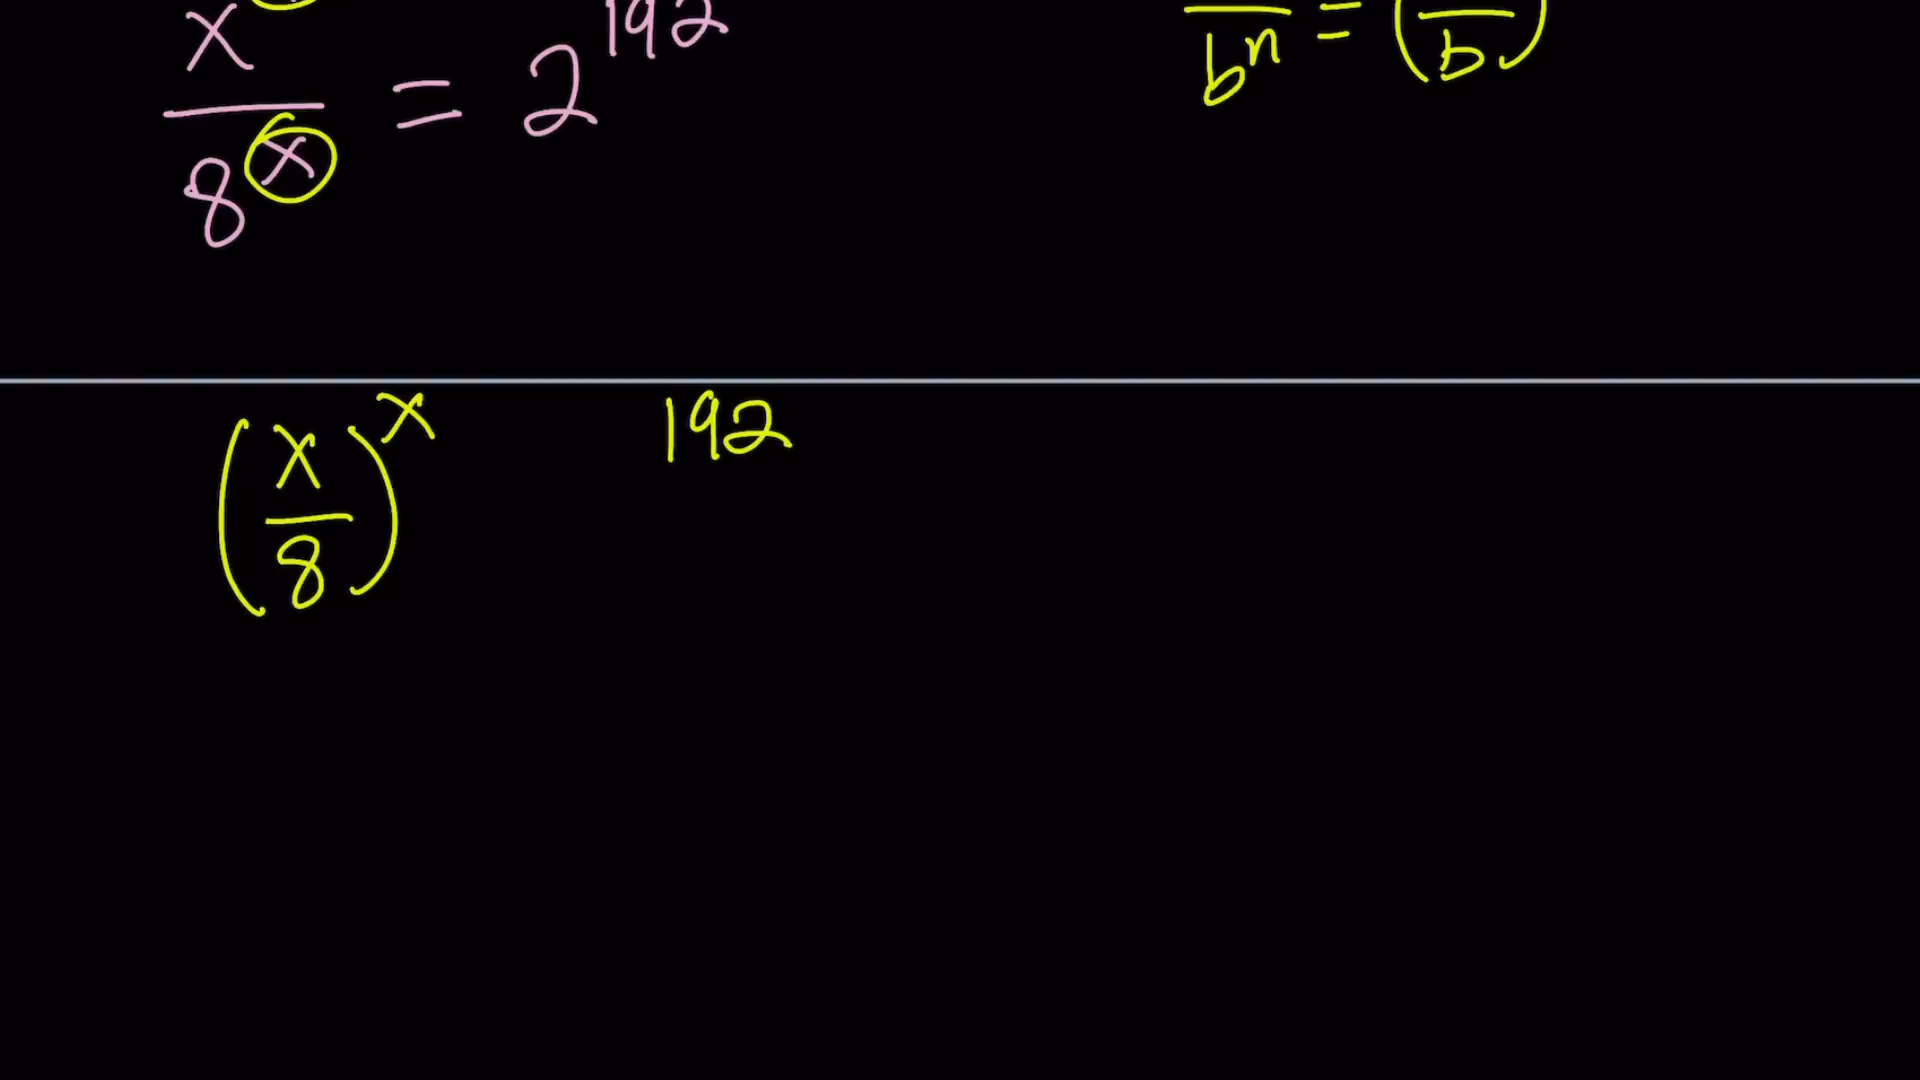 x / 8^x = 2^192
/ b^n = ( / b)
(x/8)^x 192